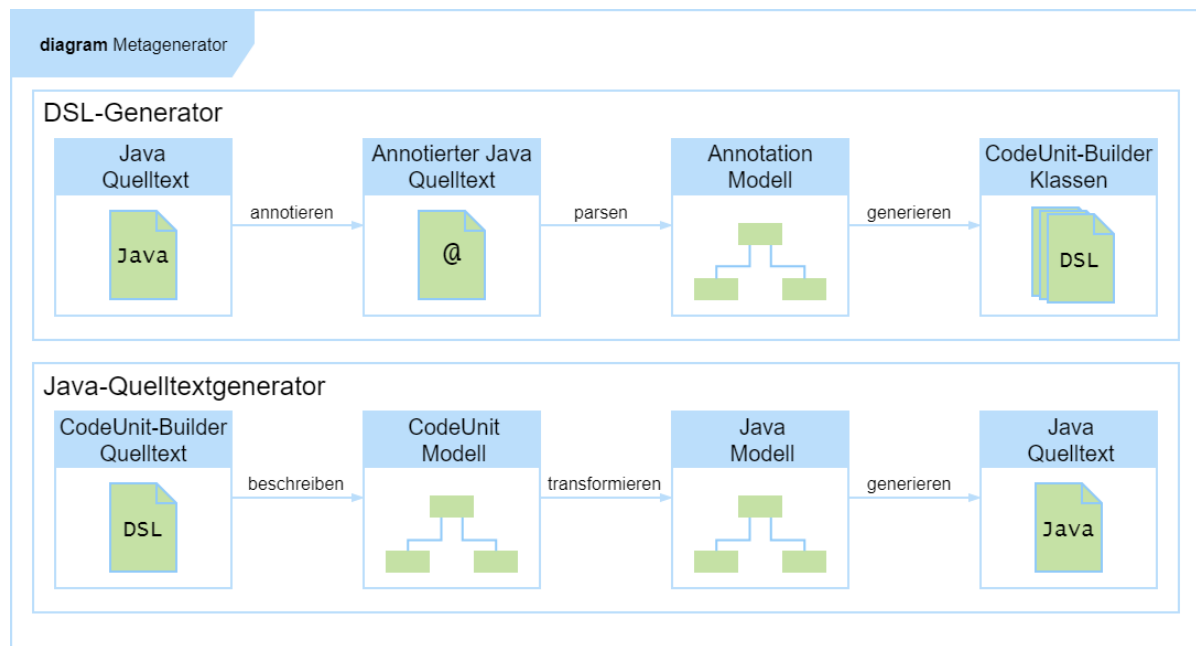 diagram Metagenerator
DSL-Generator
Java
Quelltext
Java
annotieren
Annotierter Java
Quelltext
@
parsen
Annotation
Modell
generieren
CodeUnit-Builder
Klassen
DSL
Java-Quelltextgenerator
CodeUnit-Builder
Quelltext
DSL
beschreiben
CodeUnit
Modell
transformieren
Java
Modell
generieren
Java
Quelltext
Java